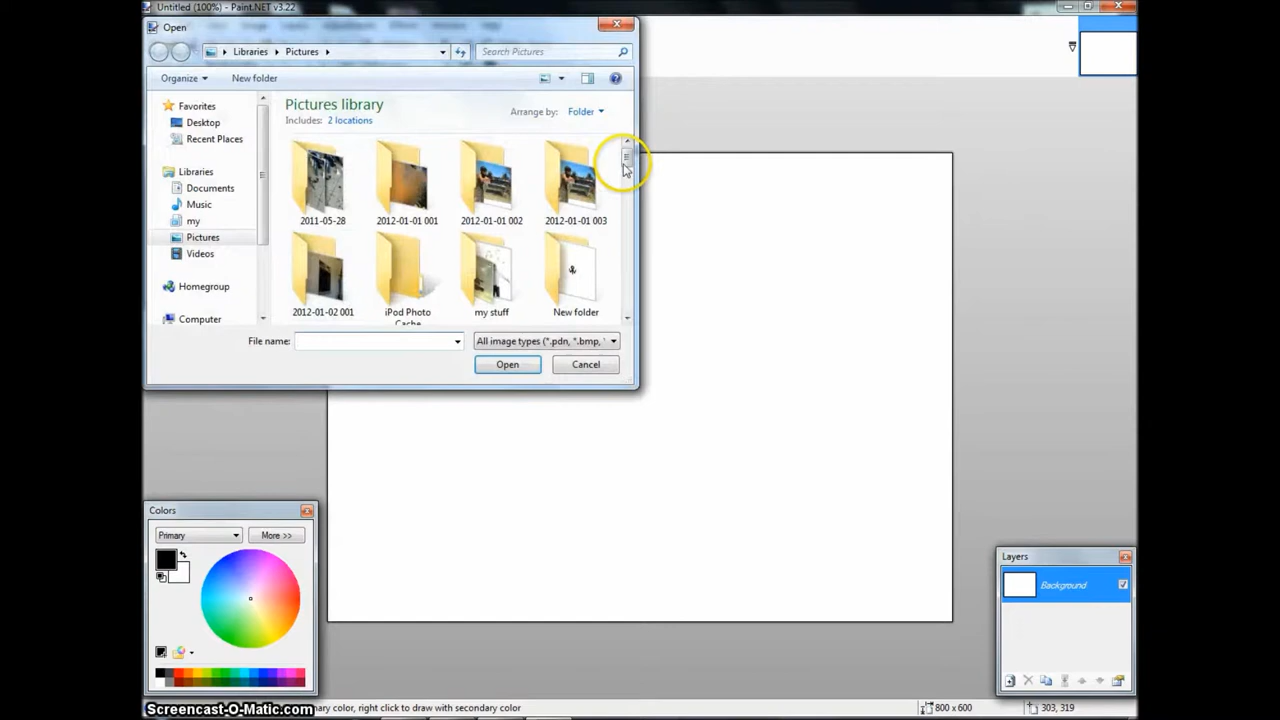 Untitled (100%) - Paint.NET v3.22
Open
Libraries Pictures
Search Pictures
Organize
New folder
Favorites
Desktop
Recent Places
Libraries
Documents
Music
my
Pictures
Videos
Homegroup
Computer
Pictures library
Includes: 2 locations
Arrange by: Folder
2011-05-28
2012-01-01 001
2012-01-01 002
2012-01-01 003
2012-01-02 001
iPod Photo
Cache
my stuff
New folder
File name:
All image types (*.pdn, *.bmp,
Open
Cancel
Colors
Primary
More >>
Layers
Background
Screencast-O-Matic.com
ary color, right click to draw with secondary color
800 x 600
303, 319